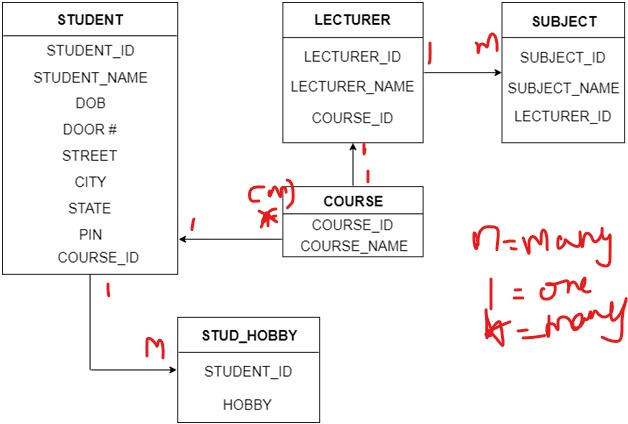 STUDENT
STUDENT_ID
STUDENT_NAME
DOB
DOOR #
STREET
CITY
STATE
PIN
COURSE_ID
LECTURER
LECTURER_ID
LECTURER_NAME
COURSE_ID
1
M
SUBJECT
SUBJECT_ID
SUBJECT_NAME
LECTURER_ID
1
1
(m)
*
1
COURSE
COURSE_ID
COURSE_NAME
1
M
STUD_HOBBY
STUDENT_ID
HOBBY
n = many
1 = one
* = many